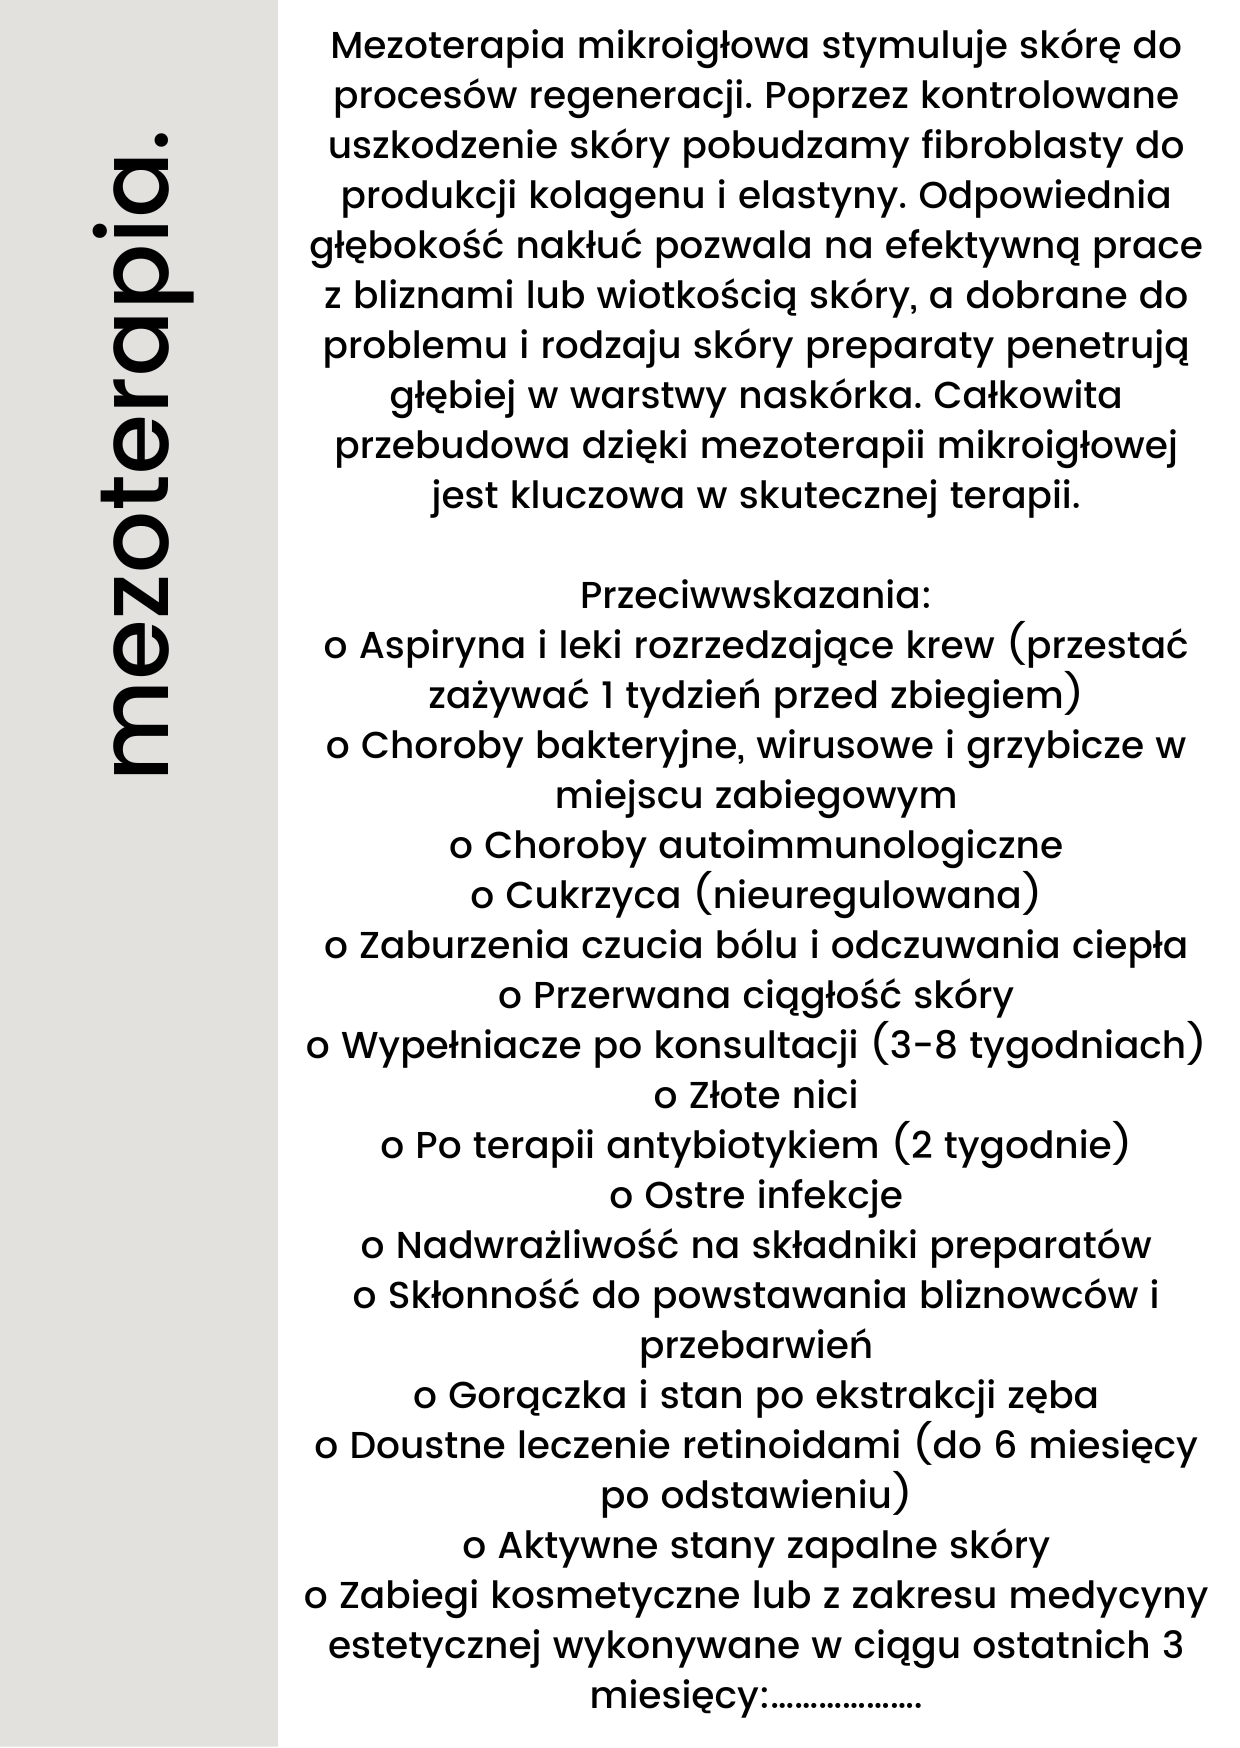 mezoterapia.
Mezoterapia mikroigłowa stymuluje skórę do
procesów regeneracji. Poprzez kontrolowane
uszkodzenie skóry pobudzamy fibroblasty do
produkcji kolagenu i elastyny. Odpowiednia
głębokość nakłuć pozwala na efektywną prace
z bliznami lub wiotkością skóry, a dobrane do
problemu i rodzaju skóry preparaty penetrują
głębiej w warstwy naskórka. Całkowita
przebudowa dzięki mezoterapii mikroigłowej
jest kluczowa w skutecznej terapii.
Przeciwwskazania:
o Aspiryna i leki rozrzedzające krew (przestać
zażywać 1 tydzień przed zbiegiem)
o Choroby bakteryjne, wirusowe i grzybicze w
miejscu zabiegowym
o Choroby autoimmunologiczne
o Cukrzyca (nieuregulowana)
o Zaburzenia czucia bólu i odczuwania ciepła
o Przerwana ciągłość skóry
o Wypełniacze po konsultacji (3-8 tygodniach)
o Złote nici
o Po terapii antybiotykiem (2 tygodnie)
o Ostre infekcje
o Nadwrażliwość na składniki preparatów
o Skłonność do powstawania bliznowców i
przebarwień
o Gorączka i stan po ekstrakcji zęba
o Doustne leczenie retinoidami (do 6 miesięcy
po odstawieniu)
o Aktywne stany zapalne skóry
o Zabiegi kosmetyczne lub z zakresu medycyny
estetycznej wykonywane w ciągu ostatnich 3
miesięcy:……………….